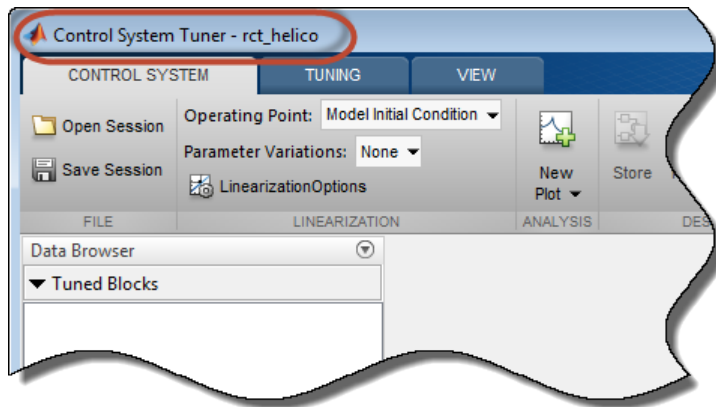 Control System Tuner - rct_helico
CONTROL SYSTEM TUNING VIEW
Open Session
Save Session
FILE
Operating Point: Model Initial Condition
Parameter Variations: None
LinearizationOptions
LINEARIZATION
New
Plot
ANALYSIS
Store
DES
Data Browser
Tuned Blocks